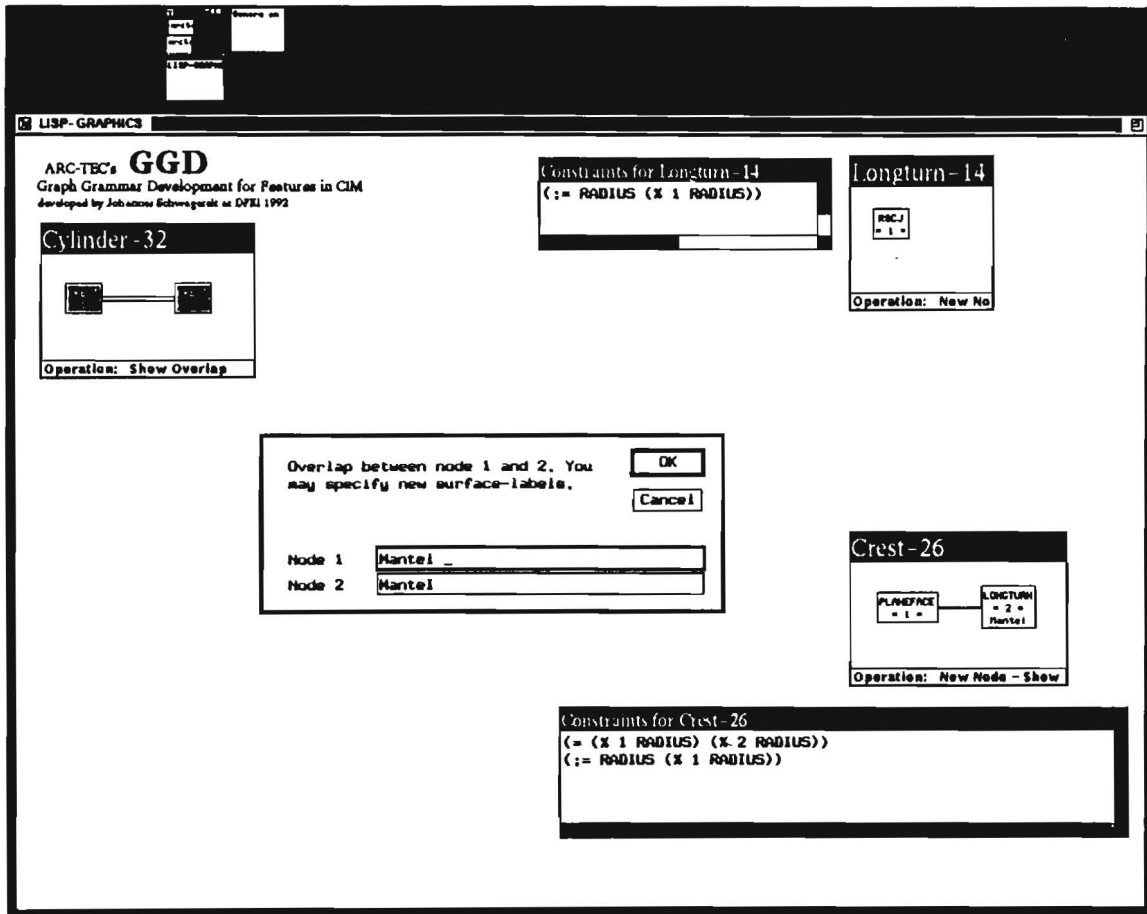 LISP-GRAPHICS
ARC-TEC's GGD
Graph Grammar Development for Features in CIM
developed by Johannes Schwagereit at DFKI 1992
Constraints for Longturn-14
(:= RADIUS (% 1 RADIUS))
Longturn-14
RSCJ
= 1 =
Operation: New No
Cylinder-32
Operation: Show Overlap
Overlap between node 1 and 2. You
may specify new surface-labels.
OK
Cancel
Node 1 Mantel _
Node 2 Mantel
Crest-26
PLANEFACE
= 1 =
LONGTURN
= 2 =
Mantel
Operation: New Node - Show
Constraints for Crest-26
(= (% 1 RADIUS) (% 2 RADIUS))
(:= RADIUS (% 1 RADIUS))